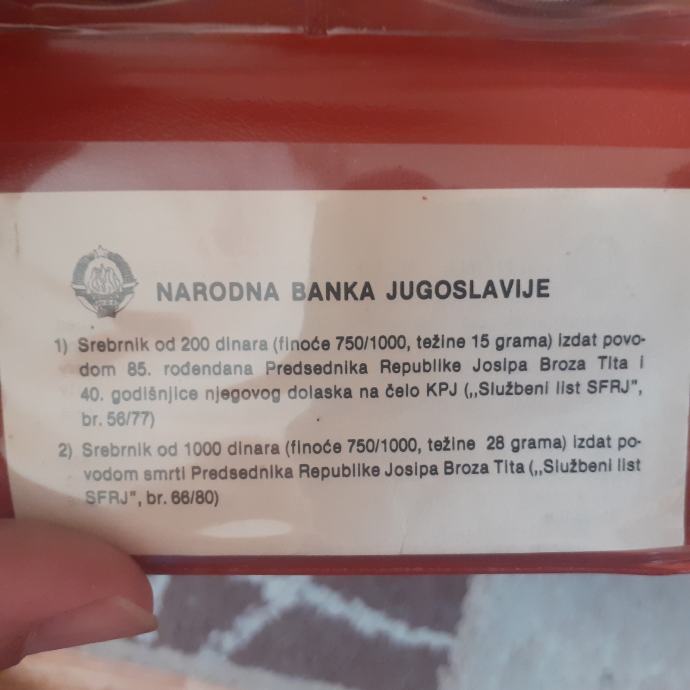 NARODNA BANKA JUGOSLAVIJE
1) Srebrnik od 200 dinara (finoće 750/1000, težine 15 grama) izdat povo-
dom 85. rođendana Predsednika Republike Josipa Broza Tita i
40. godišnjice njegovog dolaska na čelo KPJ („Službeni list SFRJ”,
br. 56/77)
2) Srebrnik od 1000 dinara (finoće 750/1000, težine 28 grama) izdat po-
vodom smrti Predsednika Republike Josipa Broza Tita („Službeni list
SFRJ”, br. 66/80)